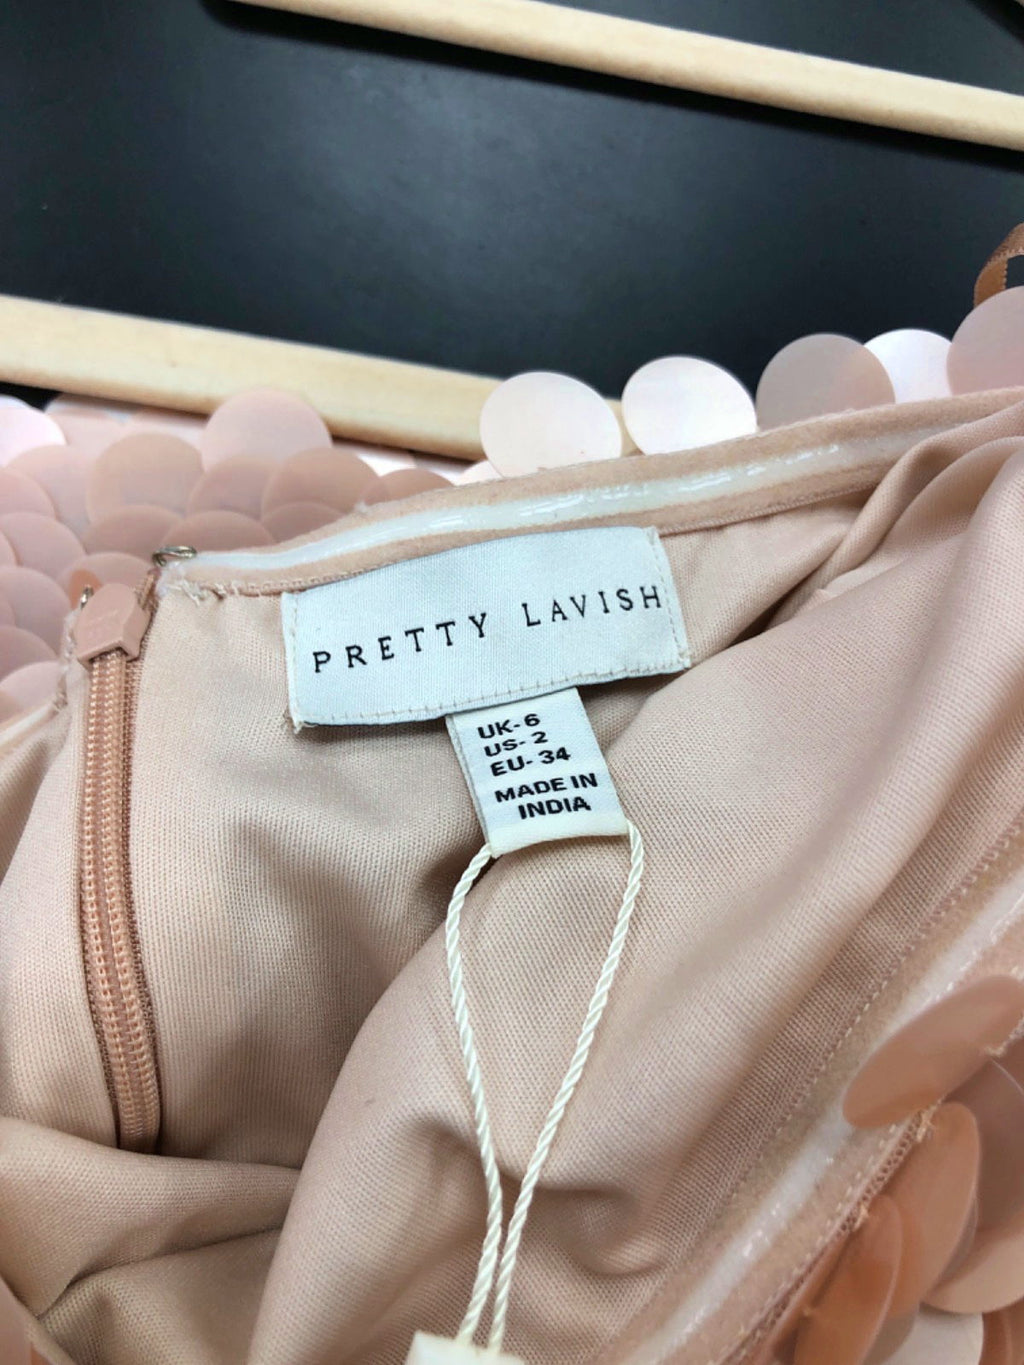 PRETTY LAVISH
UK-6
US-2
EU-34
MADE IN
INDIA